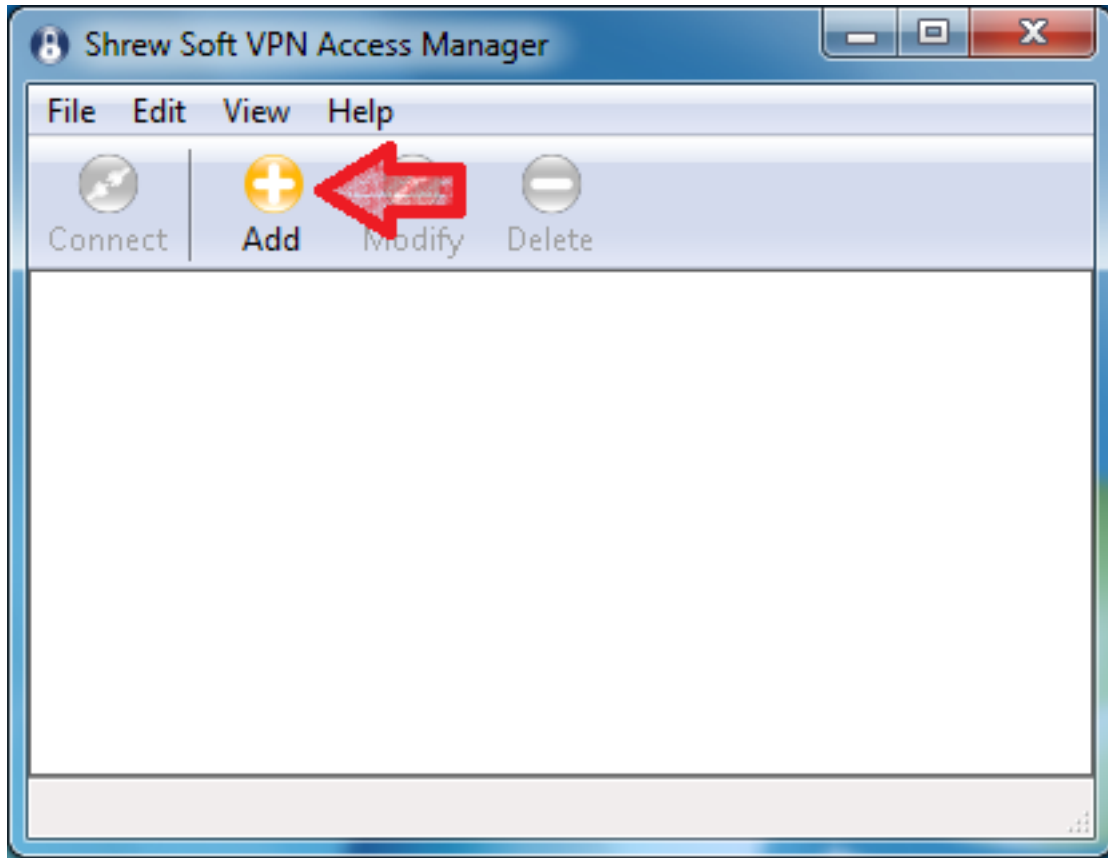 Shrew Soft VPN Access Manager
File Edit View Help
Connect Add Modify Delete